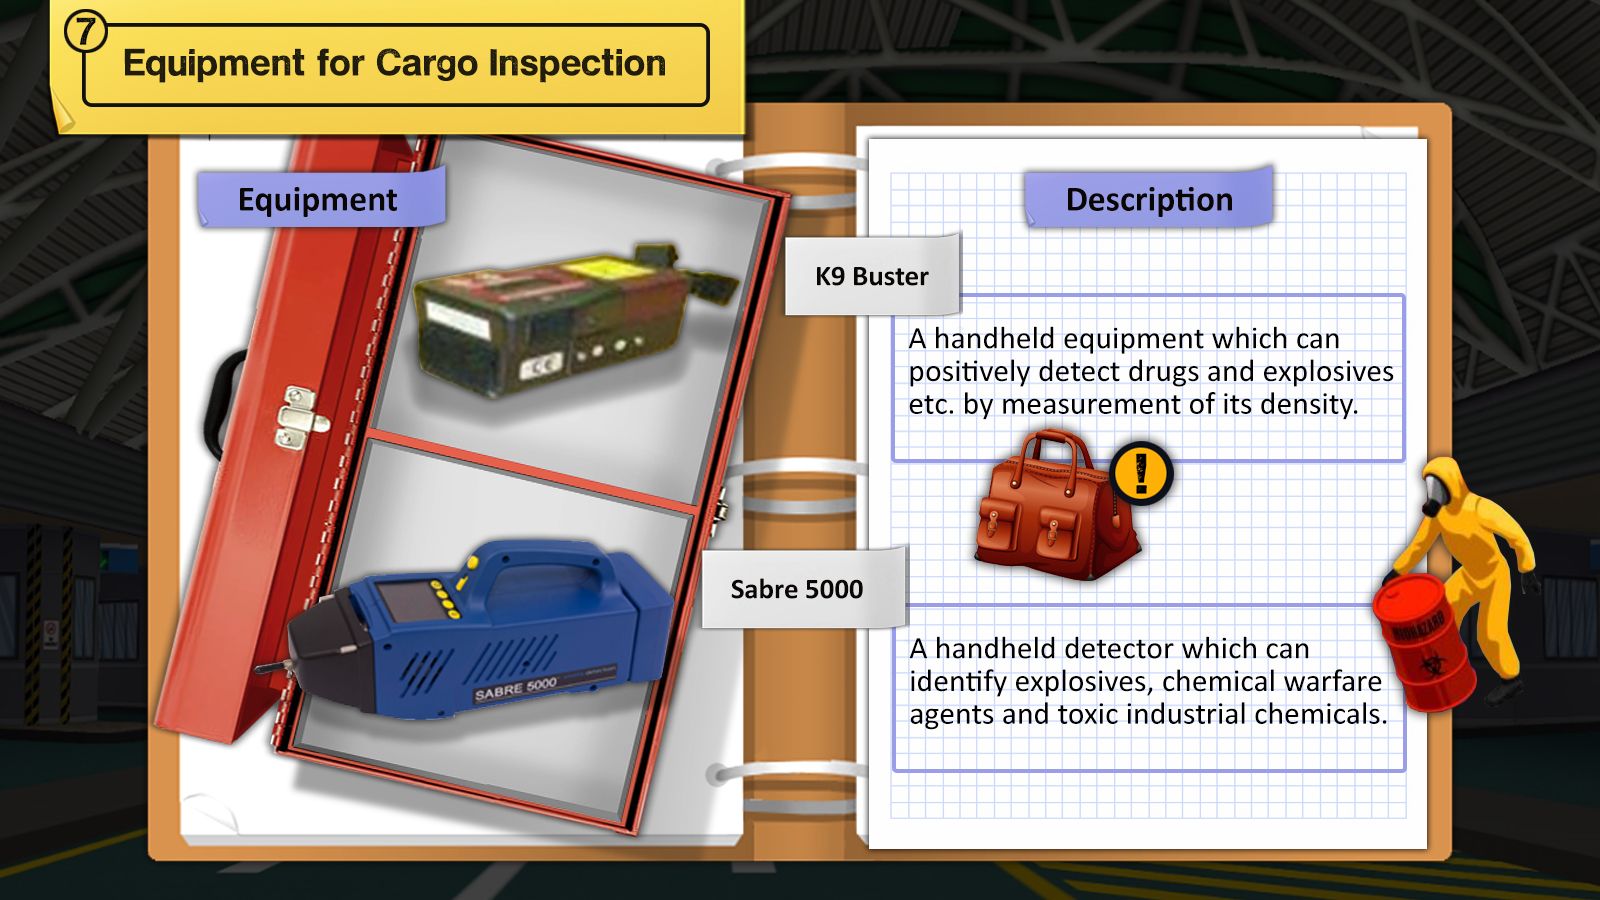 7
Equipment for Cargo Inspection
Equipment
Description
K9 Buster
A handheld equipment which can
positively detect drugs and explosives
etc. by measurement of its density.
Sabre 5000
A handheld detector which can
identify explosives, chemical warfare
agents and toxic industrial chemicals.
SABRE 5000
BIOHAZARD